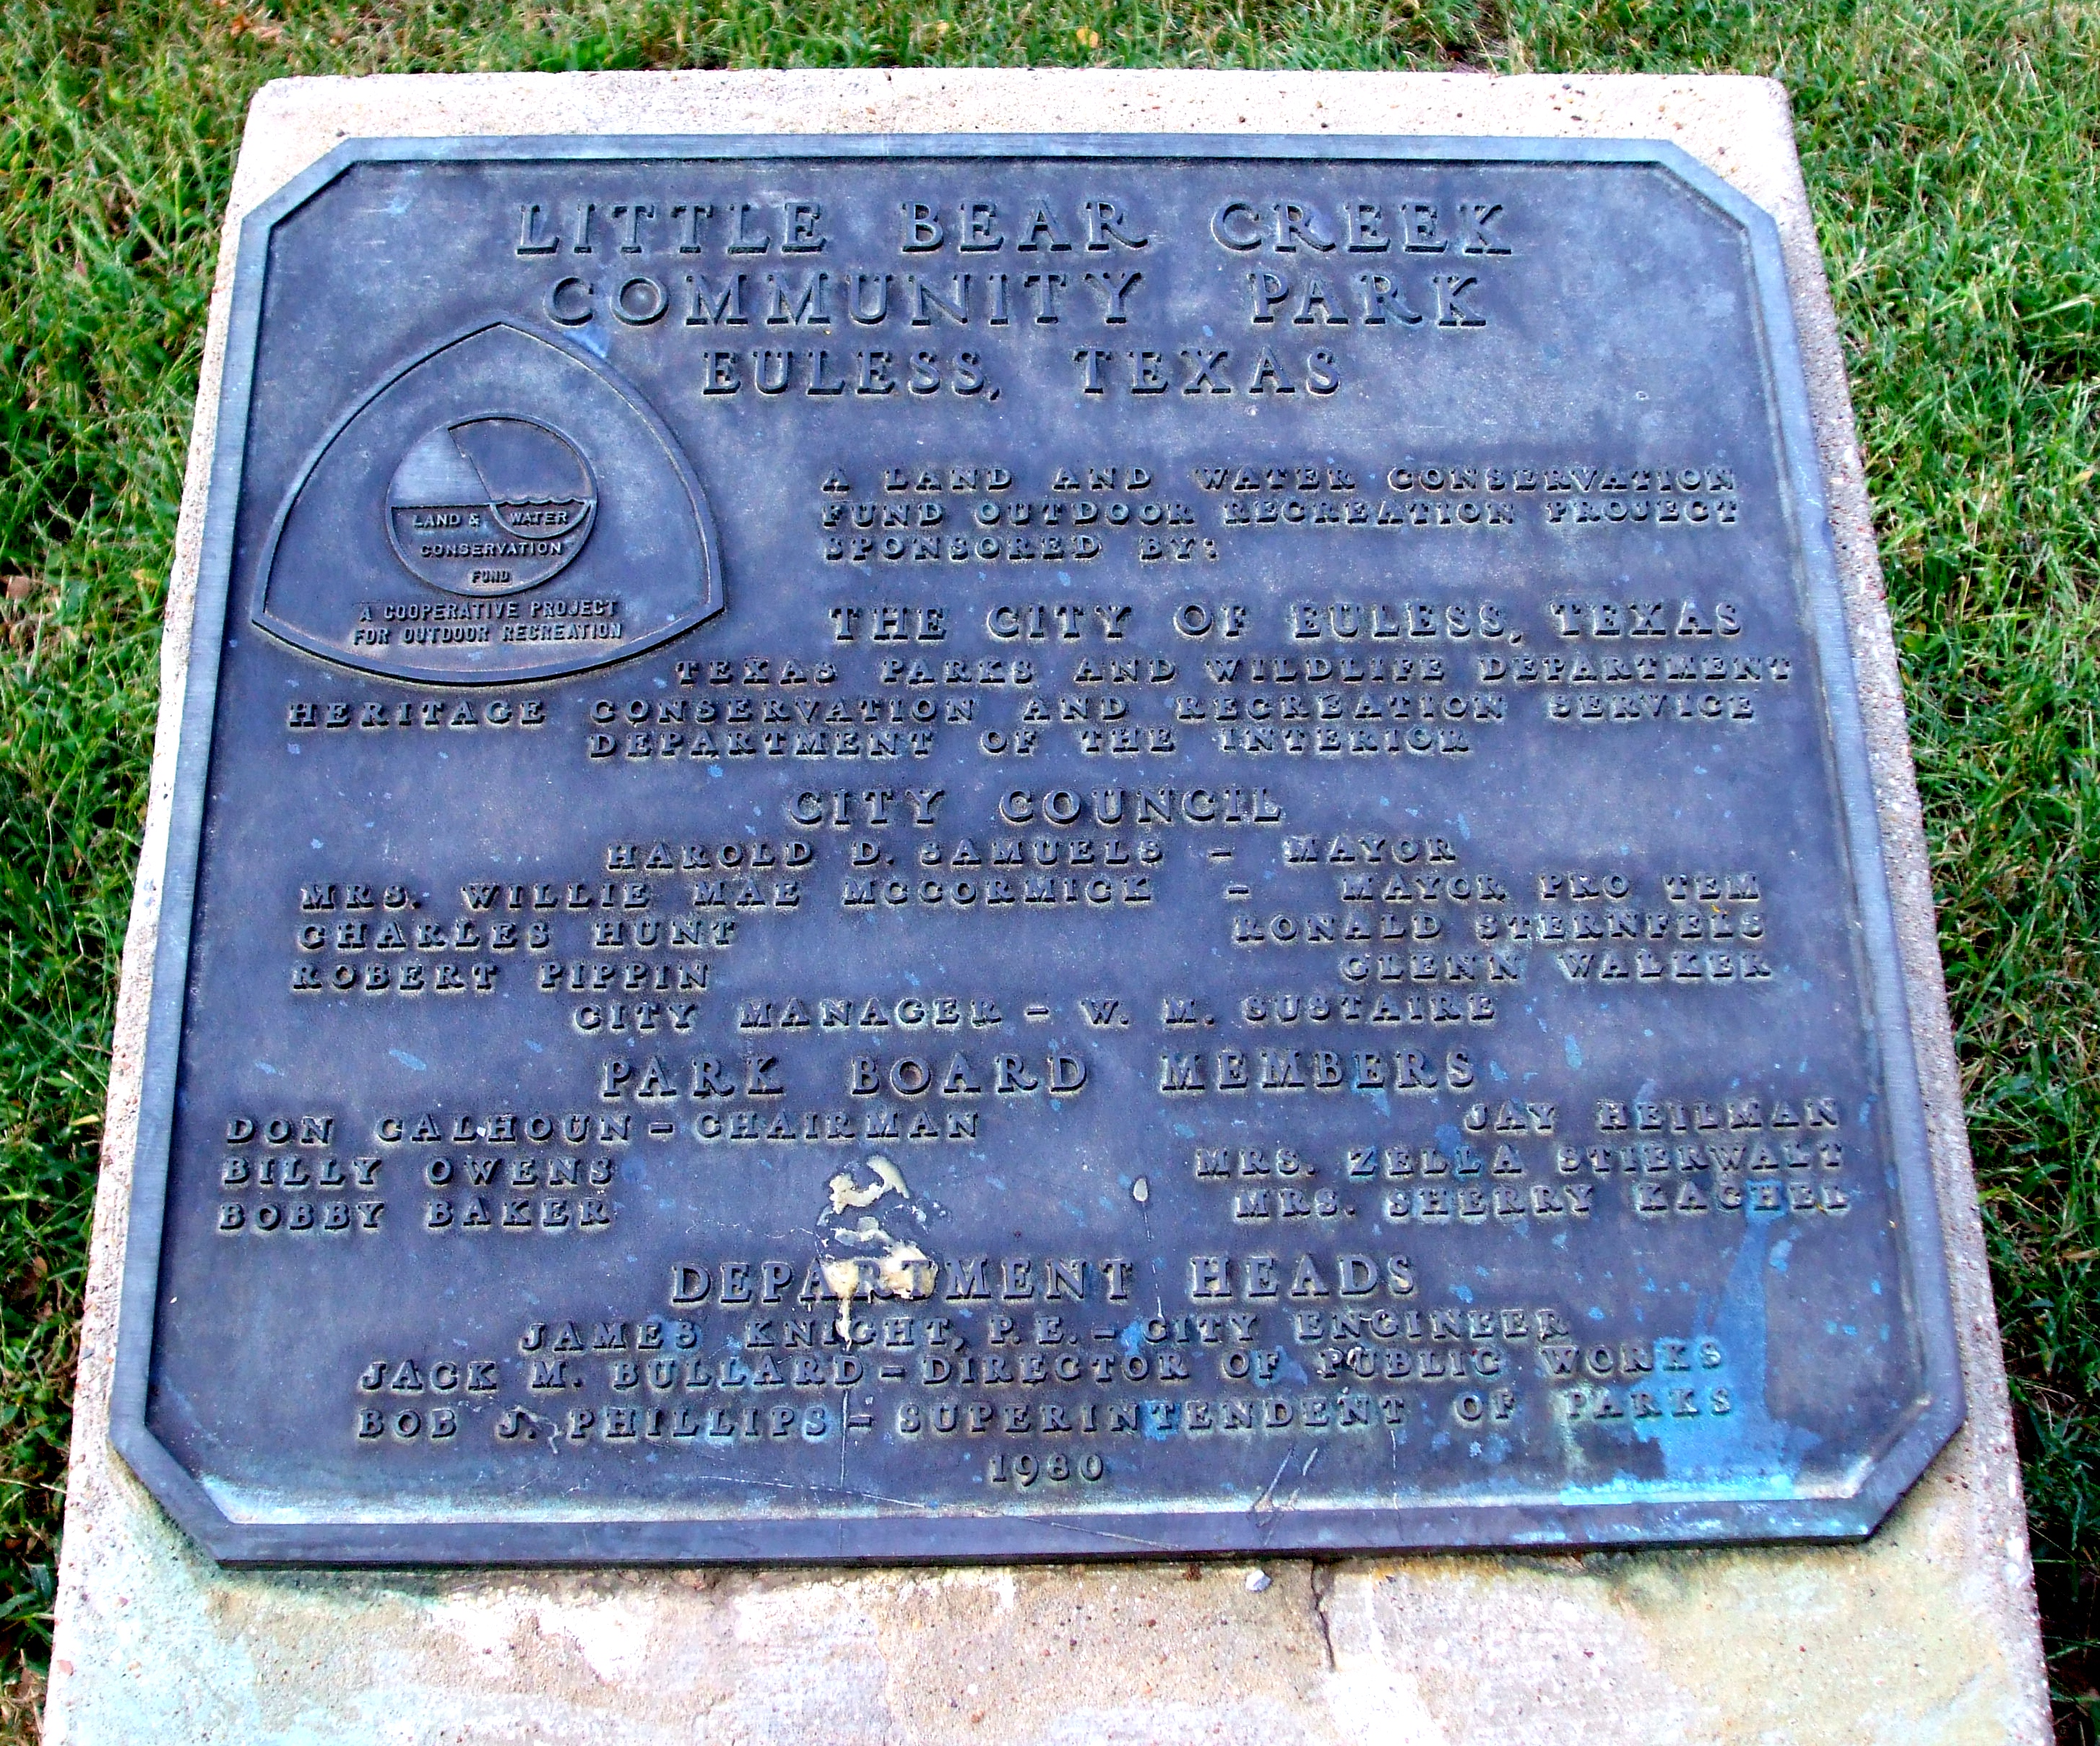 LITTLE BEAR CREEK
COMMUNITY PARK
EULESS, TEXAS
LAND & WATER
CONSERVATION
FUND
A COOPERATIVE PROJECT
FOR OUTDOOR RECREATION
A LAND AND WATER CONSERVATION
FUND OUTDOOR RECREATION PROJECT
SPONSORED BY:
THE CITY OF EULESS, TEXAS
TEXAS PARKS AND WILDLIFE DEPARTMENT
HERITAGE CONSERVATION AND RECREATION SERVICE
DEPARTMENT OF THE INTERIOR
CITY COUNCIL
HAROLD D. SAMUELS - MAYOR
MRS. WILLIE MAE MCCORMICK - MAYOR PRO TEM
CHARLES HUNT RONALD STERNFELS
ROBERT PIPPIN GLENN WALKER
CITY MANAGER - W. M. SUSTAIRE
PARK BOARD MEMBERS
DON CALHOUN - CHAIRMAN JAY HEILMAN
BILLY OWENS MRS. ZELLA STIERWALT
BOBBY BAKER MRS. SHERRY KACHEL
DEPARTMENT HEADS
JAMES KNIGHT, P. E. - CITY ENGINEER
JACK M. BULLARD - DIRECTOR OF PUBLIC WORKS
BOB J. PHILLIPS - SUPERINTENDENT OF PARKS
1980